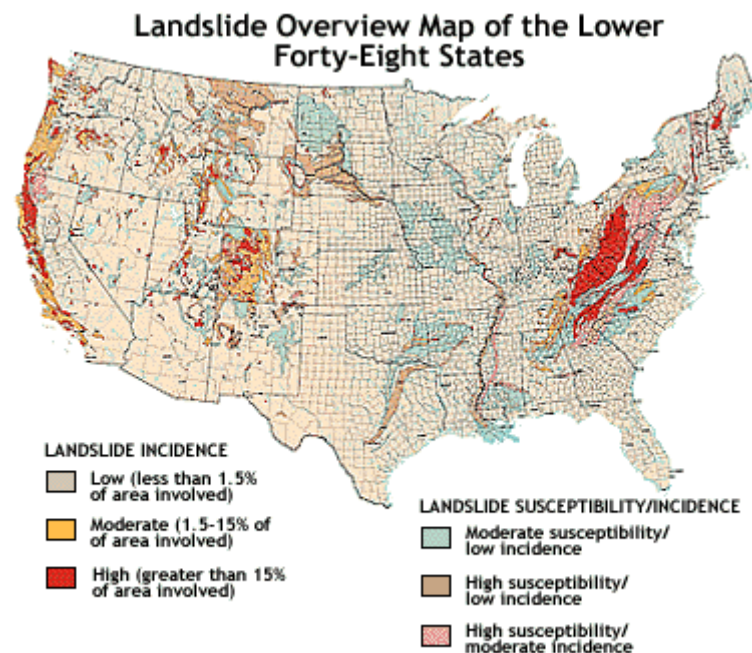 Landslide Overview Map of the Lower
Forty-Eight States
LANDSLIDE INCIDENCE
Low (less than 1.5%
of area involved)
Moderate (1.5-15% of
of area involved)
High (greater than 15%
of area involved)
LANDSLIDE SUSCEPTIBILITY/INCIDENCE
Moderate susceptibility/
low incidence
High susceptibility/
low incidence
High susceptibility/
moderate incidence